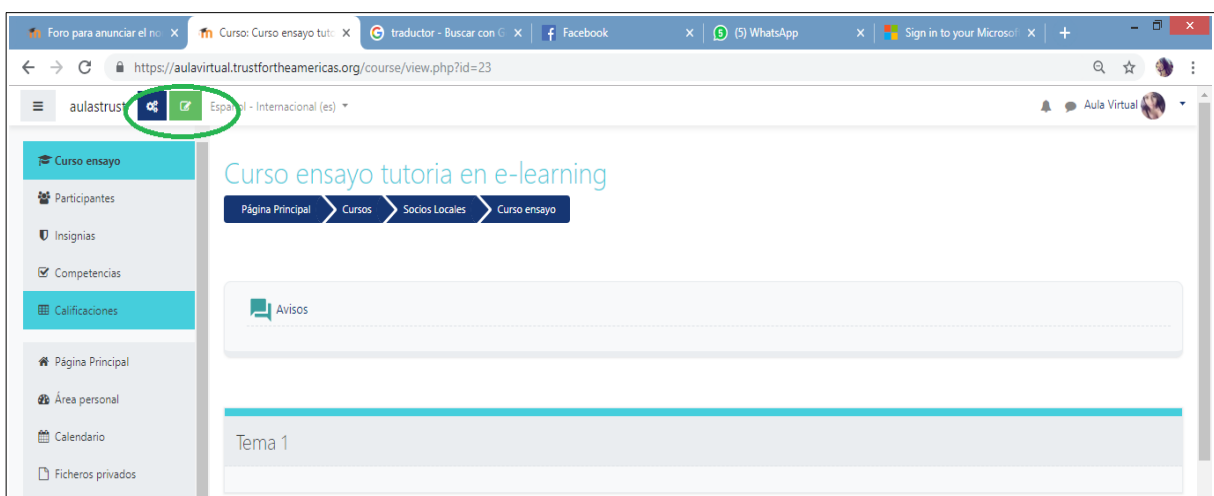 Foro para anunciar el no
Curso: Curso ensayo tuto
traductor - Buscar con G
Facebook
(5) WhatsApp
Sign in to your Microsof
https://aulavirtual.trustfortheamericas.org/course/view.php?id=23
aulastrust
Español - Internacional (es)
Aula Virtual
Curso ensayo
Participantes
Insignias
Competencias
Calificaciones
Página Principal
Área personal
Calendario
Ficheros privados
Curso ensayo tutoria en e-learning
Página Principal Cursos Socios Locales Curso ensayo
Avisos
Tema 1